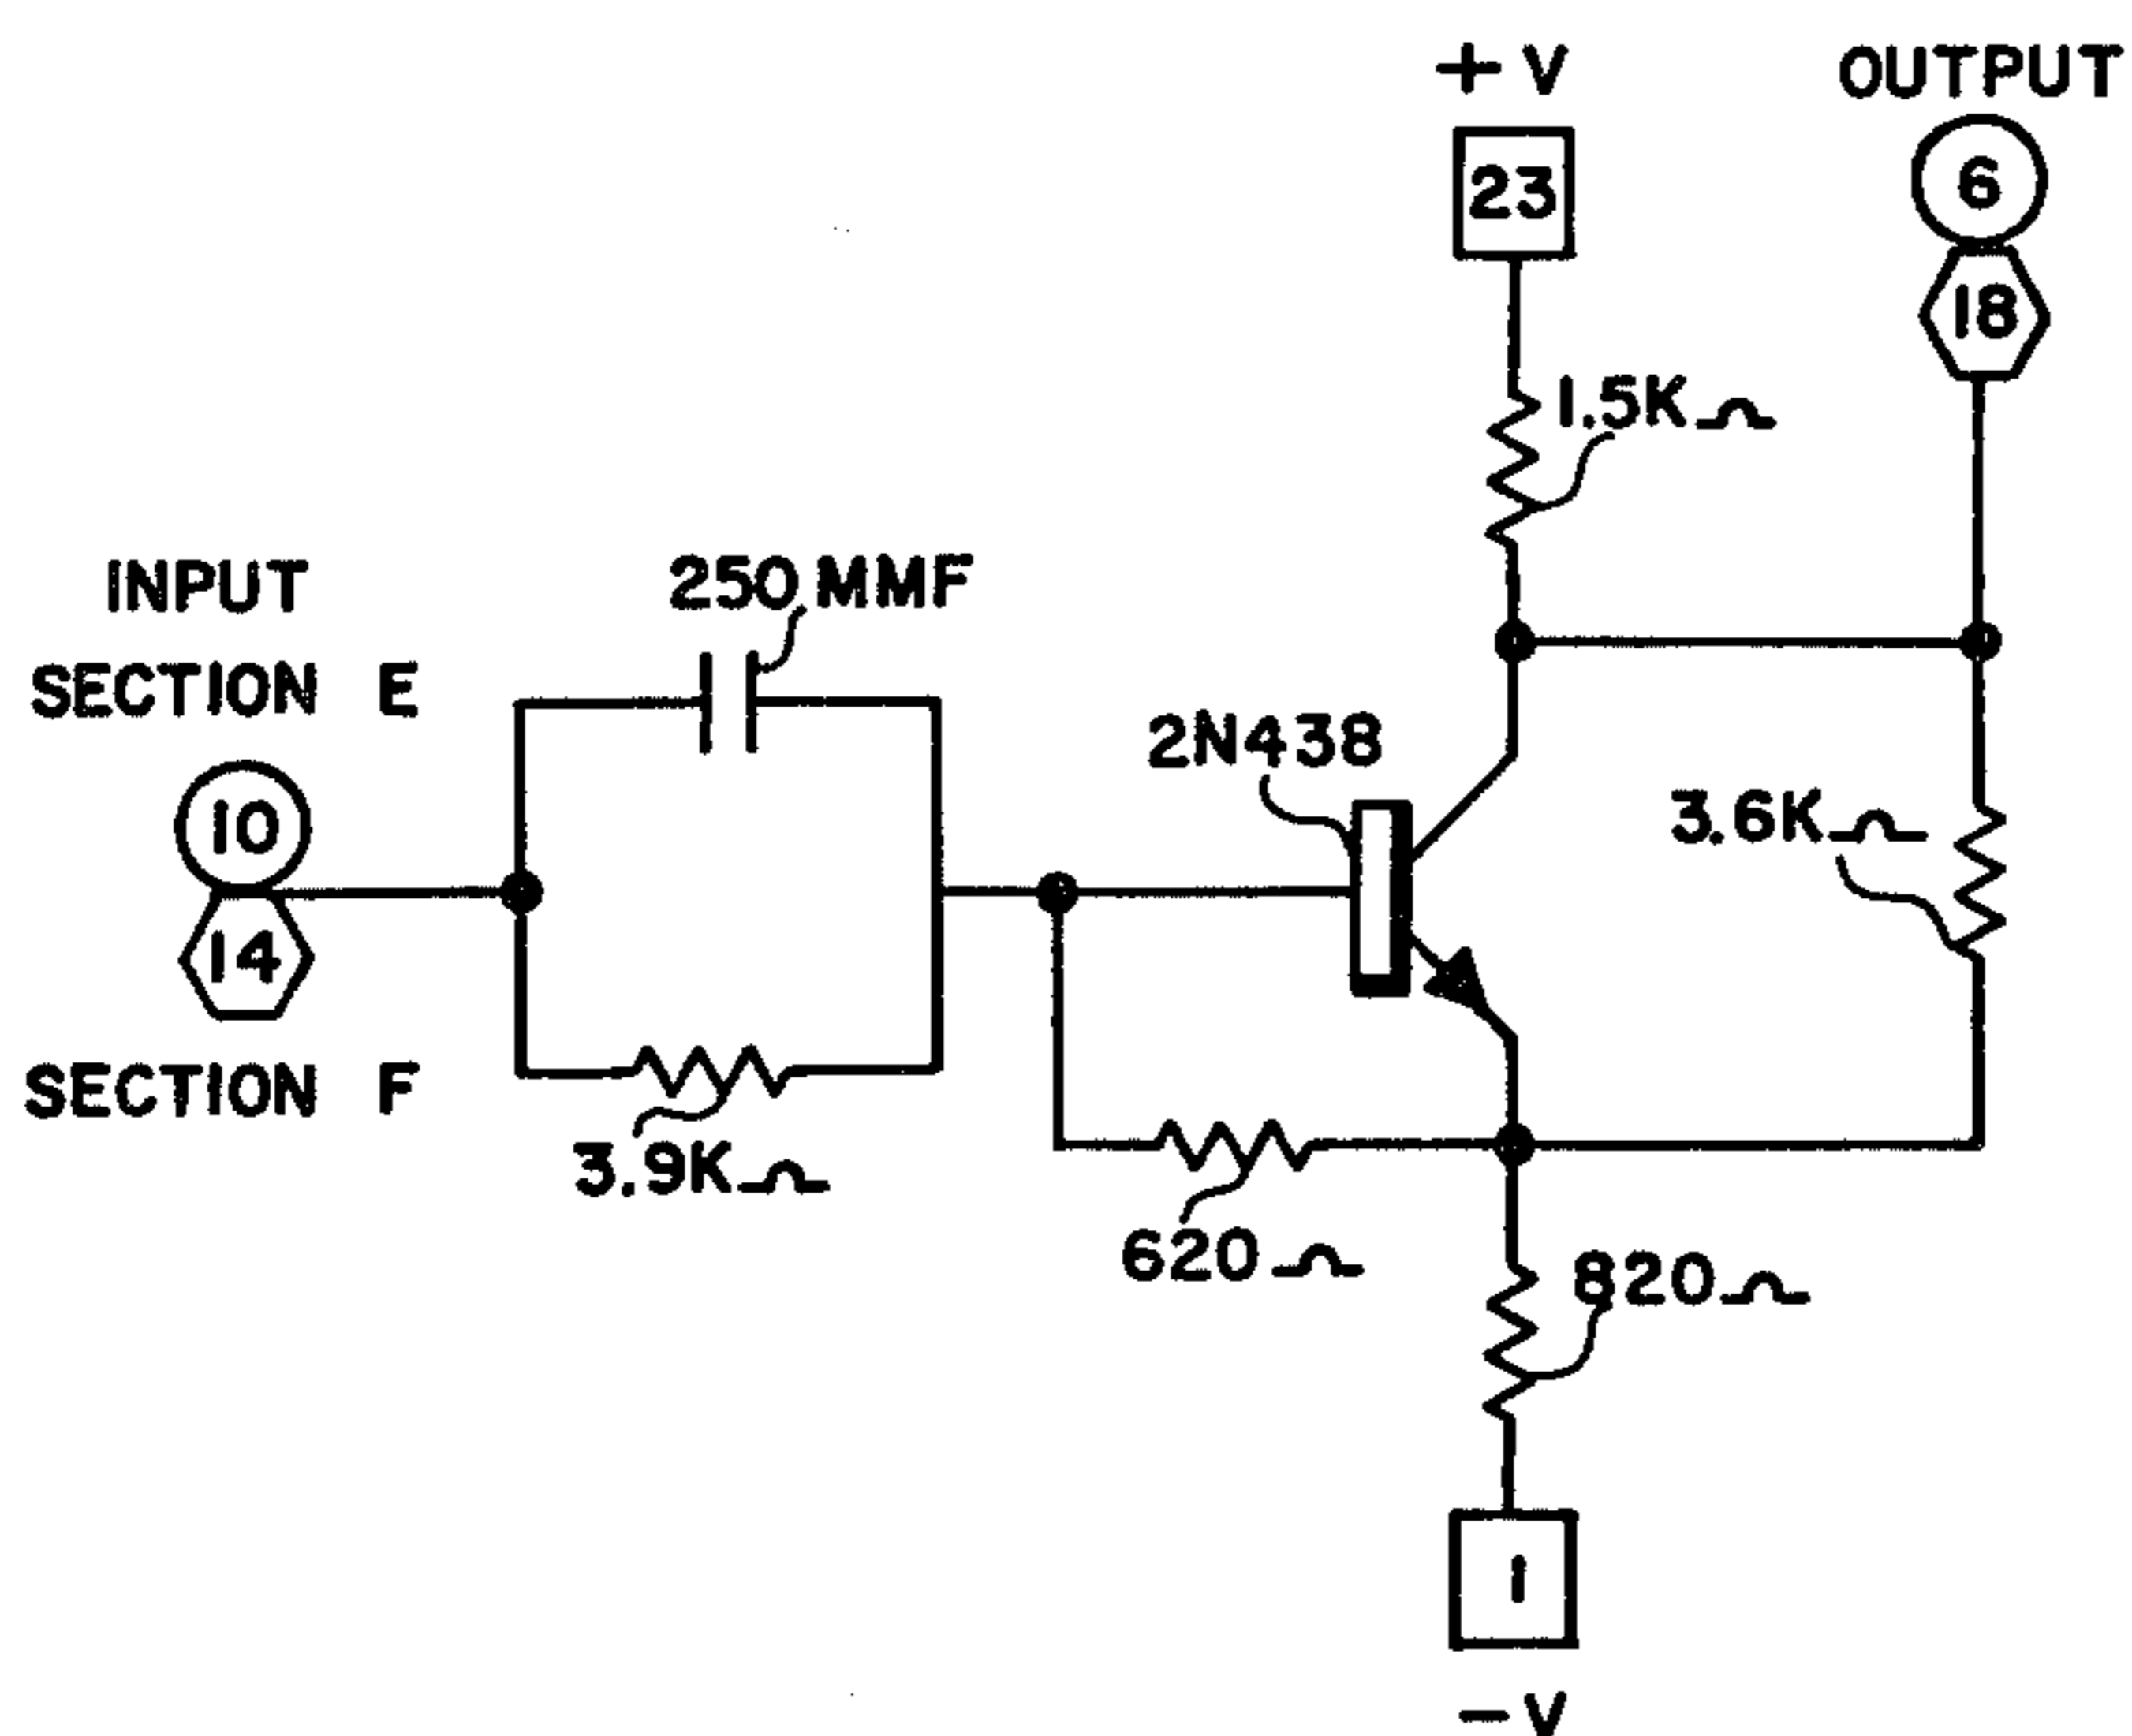 + V
OUTPUT
23
6
18
1.5K Ω
INPUT
250 MMF
SECTION E
2N438
10
3.6K Ω
14
SECTION F
3.9K Ω
620 Ω
820 Ω
1
- V